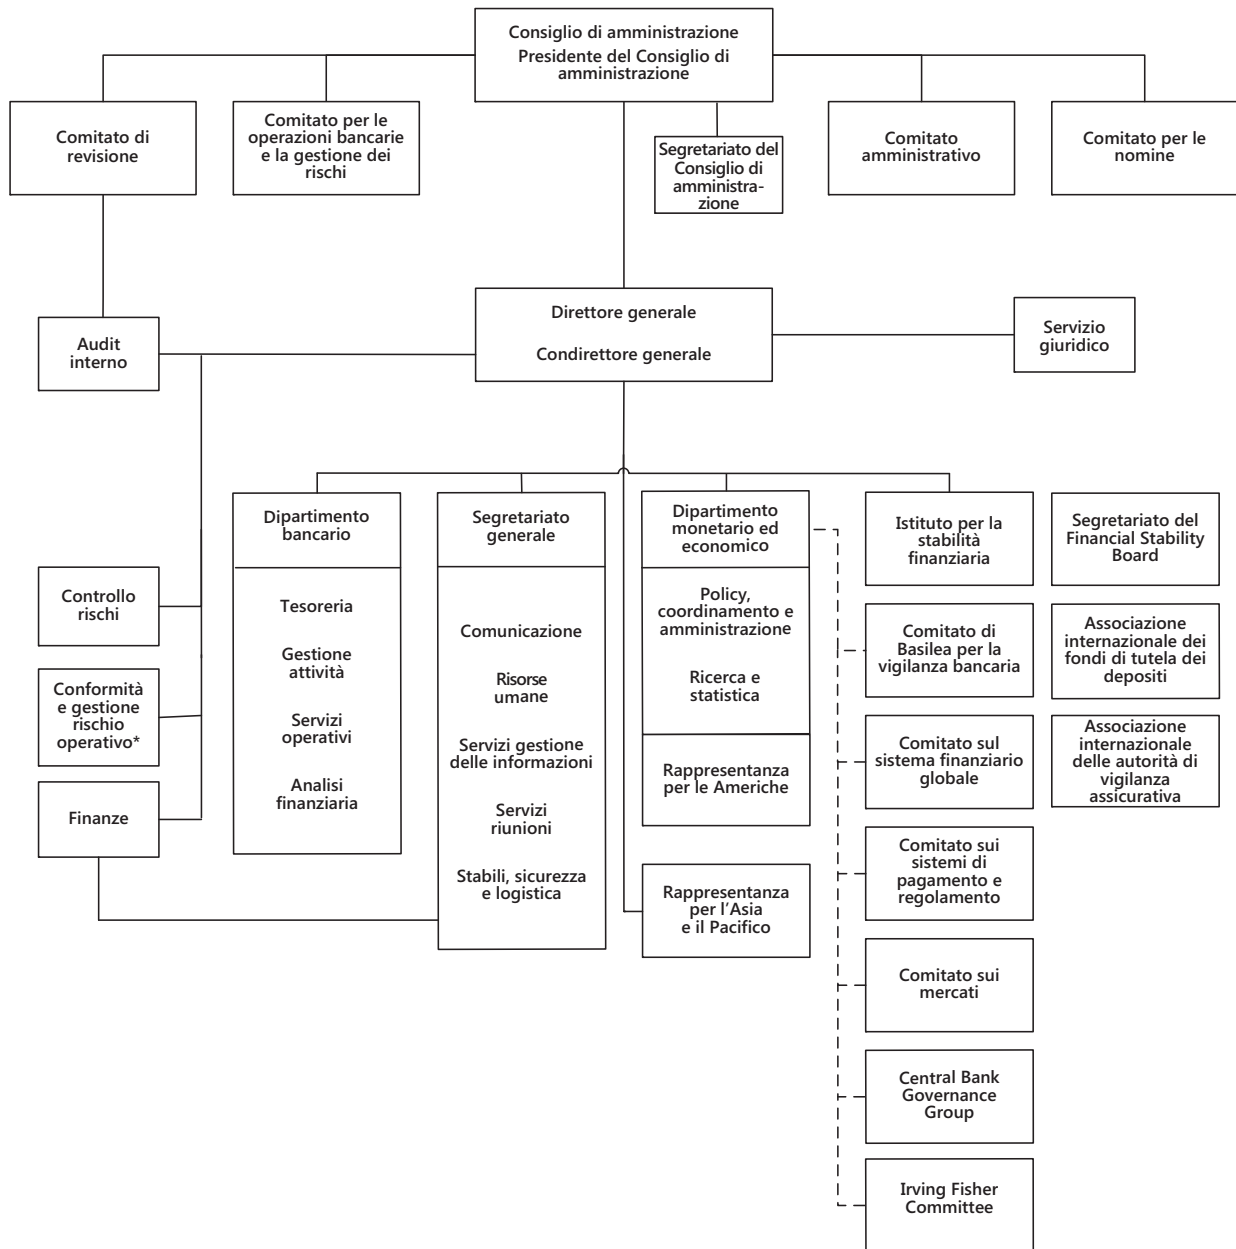 Consiglio di amministrazione
Presidente del Consiglio di
amministrazione
Comitato di
revisione
Comitato per le
operazioni bancarie
e la gestione dei
rischi
Segretariato del
Consiglio di
amministra-
zione
Comitato
amministrativo
Comitato per le
nomine
Audit
interno
Direttore generale
Condirettore generale
Servizio
giuridico
Dipartimento
bancario
Tesoreria
Gestione
attività
Servizi
operativi
Analisi
finanziaria
Segretariato
generale
Comunicazione
Risorse
umane
Servizi gestione
delle informazioni
Servizi
riunioni
Stabili, sicurezza
e logistica
Dipartimento
monetario ed
economico
Policy,
coordinamento e
amministrazione
Ricerca e
statistica
Rappresentanza
per le Americhe
Rappresentanza
per l'Asia
e il Pacifico
Istituto per la
stabilità
finanziaria
Segretariato del
Financial Stability
Board
Controllo
rischi
Conformità
e gestione
rischio
operativo*
Finanze
Comitato di
Basilea per la
vigilanza bancaria
Associazione
internazionale dei
fondi di tutela dei
depositi
Comitato sul
sistema finanziario
globale
Associazione
internazionale
delle autorità di
vigilanza
assicurativa
Comitato sui
sistemi di
pagamento e
regolamento
Comitato sui
mercati
Central Bank
Governance
Group
Irving Fisher
Committee